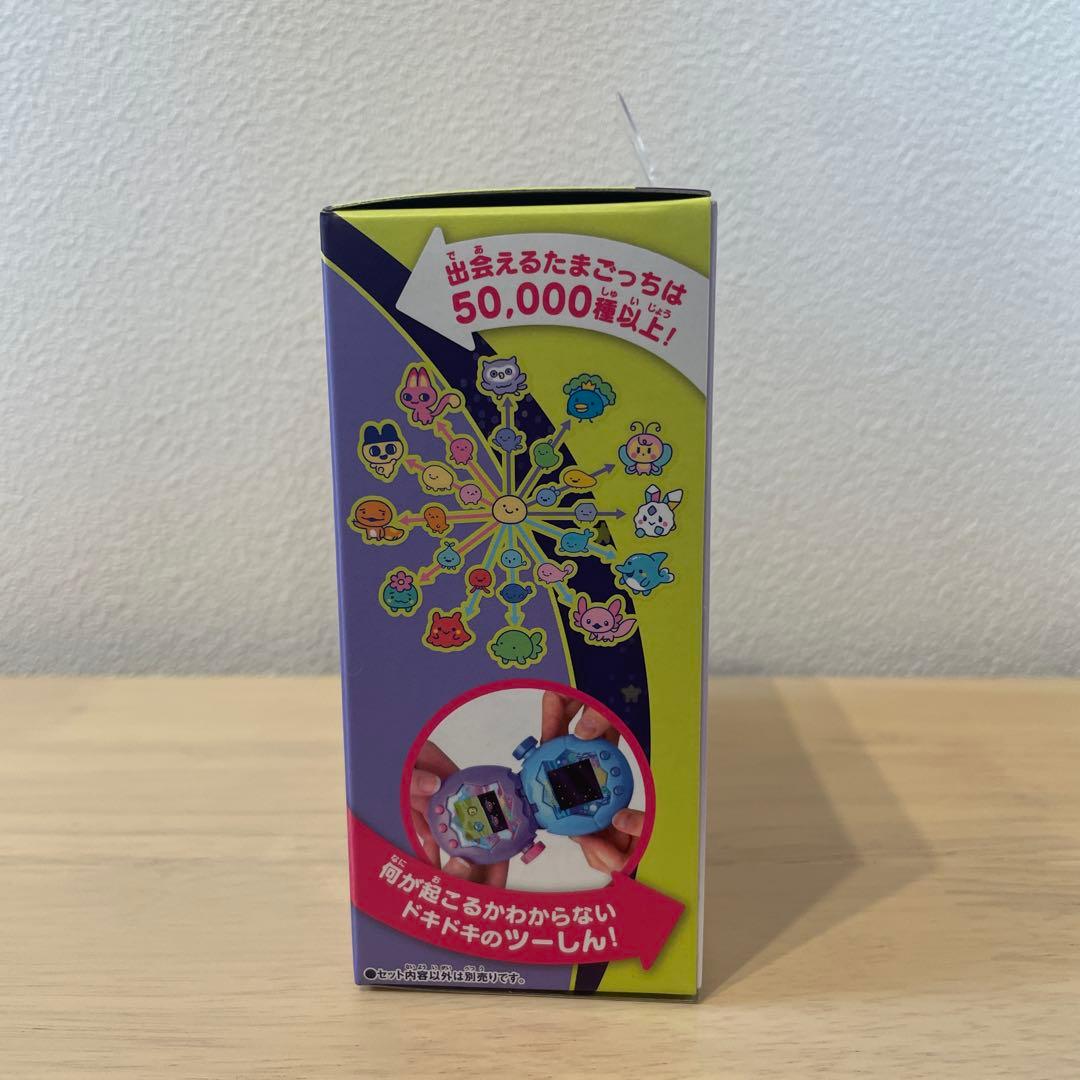 出会えるたまごっちは
50,000種以上!
何が起こるかわからない
ドキドキのツーしん!
●セット内容以外は別売りです。